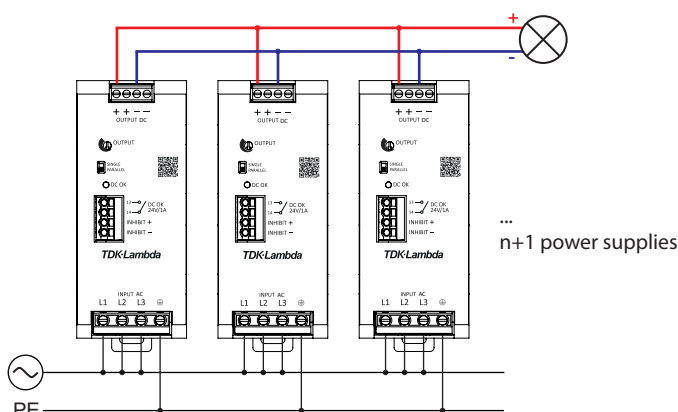 +
-
+ + − −
OUTPUT DC
OUTPUT
SINGLE
PARALLEL
DC OK
13
14
DC OK
24V/1A
INHIBIT +
INHIBIT −
TDK-Lambda
INPUT AC
L1 L2 L3
+ + − −
OUTPUT DC
OUTPUT
SINGLE
PARALLEL
DC OK
13
14
DC OK
24V/1A
INHIBIT +
INHIBIT −
TDK-Lambda
INPUT AC
L1 L2 L3
+ + − −
OUTPUT DC
OUTPUT
SINGLE
PARALLEL
DC OK
13
14
DC OK
24V/1A
INHIBIT +
INHIBIT −
TDK-Lambda
INPUT AC
L1 L2 L3
...
n+1 power supplies
PE